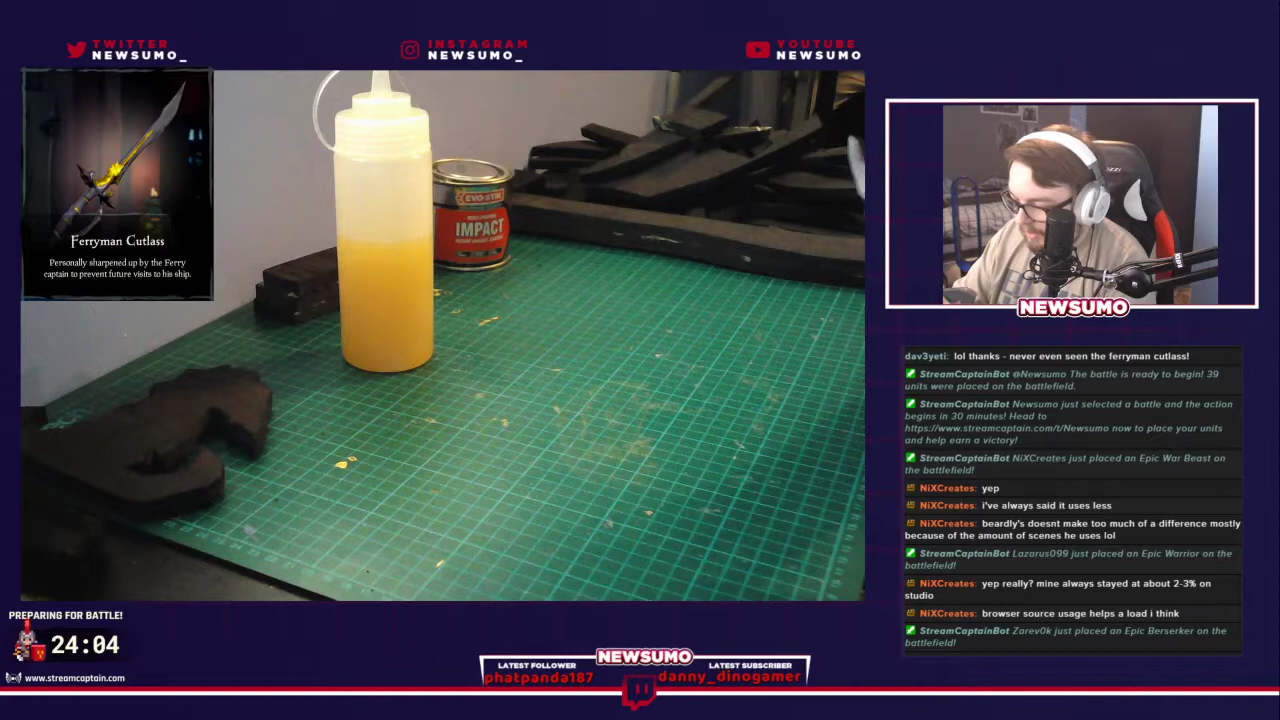 TWITTER
NEWSUMO_
INSTAGRAM
NEWSUMO_
YOUTUBE
NEWSUMO
Ferryman Cutlass
Personally sharpened up by the Ferry
captain to prevent future visits to his ship.
EVO-STIK
IMPACT
NEWSUMO
dav3yeti: lol thanks - never even seen the ferryman cutlass!
StreamCaptainBot @Newsumo The battle is ready to begin! 39
units were placed on the battlefield.
StreamCaptainBot Newsumo just selected a battle and the action
begins in 30 minutes! Head to
https://www.streamcaptain.com/t/Newsumo now to place your units
and help earn a victory!
StreamCaptainBot NiXCreates just placed an Epic War Beast on
the battlefield!
NiXCreates: yep
NiXCreates: i've always said it uses less
NiXCreates: beardly's doesnt make too much of a difference mostly
because of the amount of scenes he uses lol
StreamCaptainBot Lazarus099 just placed an Epic Warrior on the
battlefield!
NiXCreates: yep really? mine always stayed at about 2-3% on
studio
NiXCreates: browser source usage helps a load i think
StreamCaptainBot Zarev0k just placed an Epic Berserker on the
battlefield!
PREPARING FOR BATTLE!
24:04
www.streamcaptain.com
NEWSUMO
LATEST FOLLOWER
phatpanda187
LATEST SUBSCRIBER
danny_dinogamer